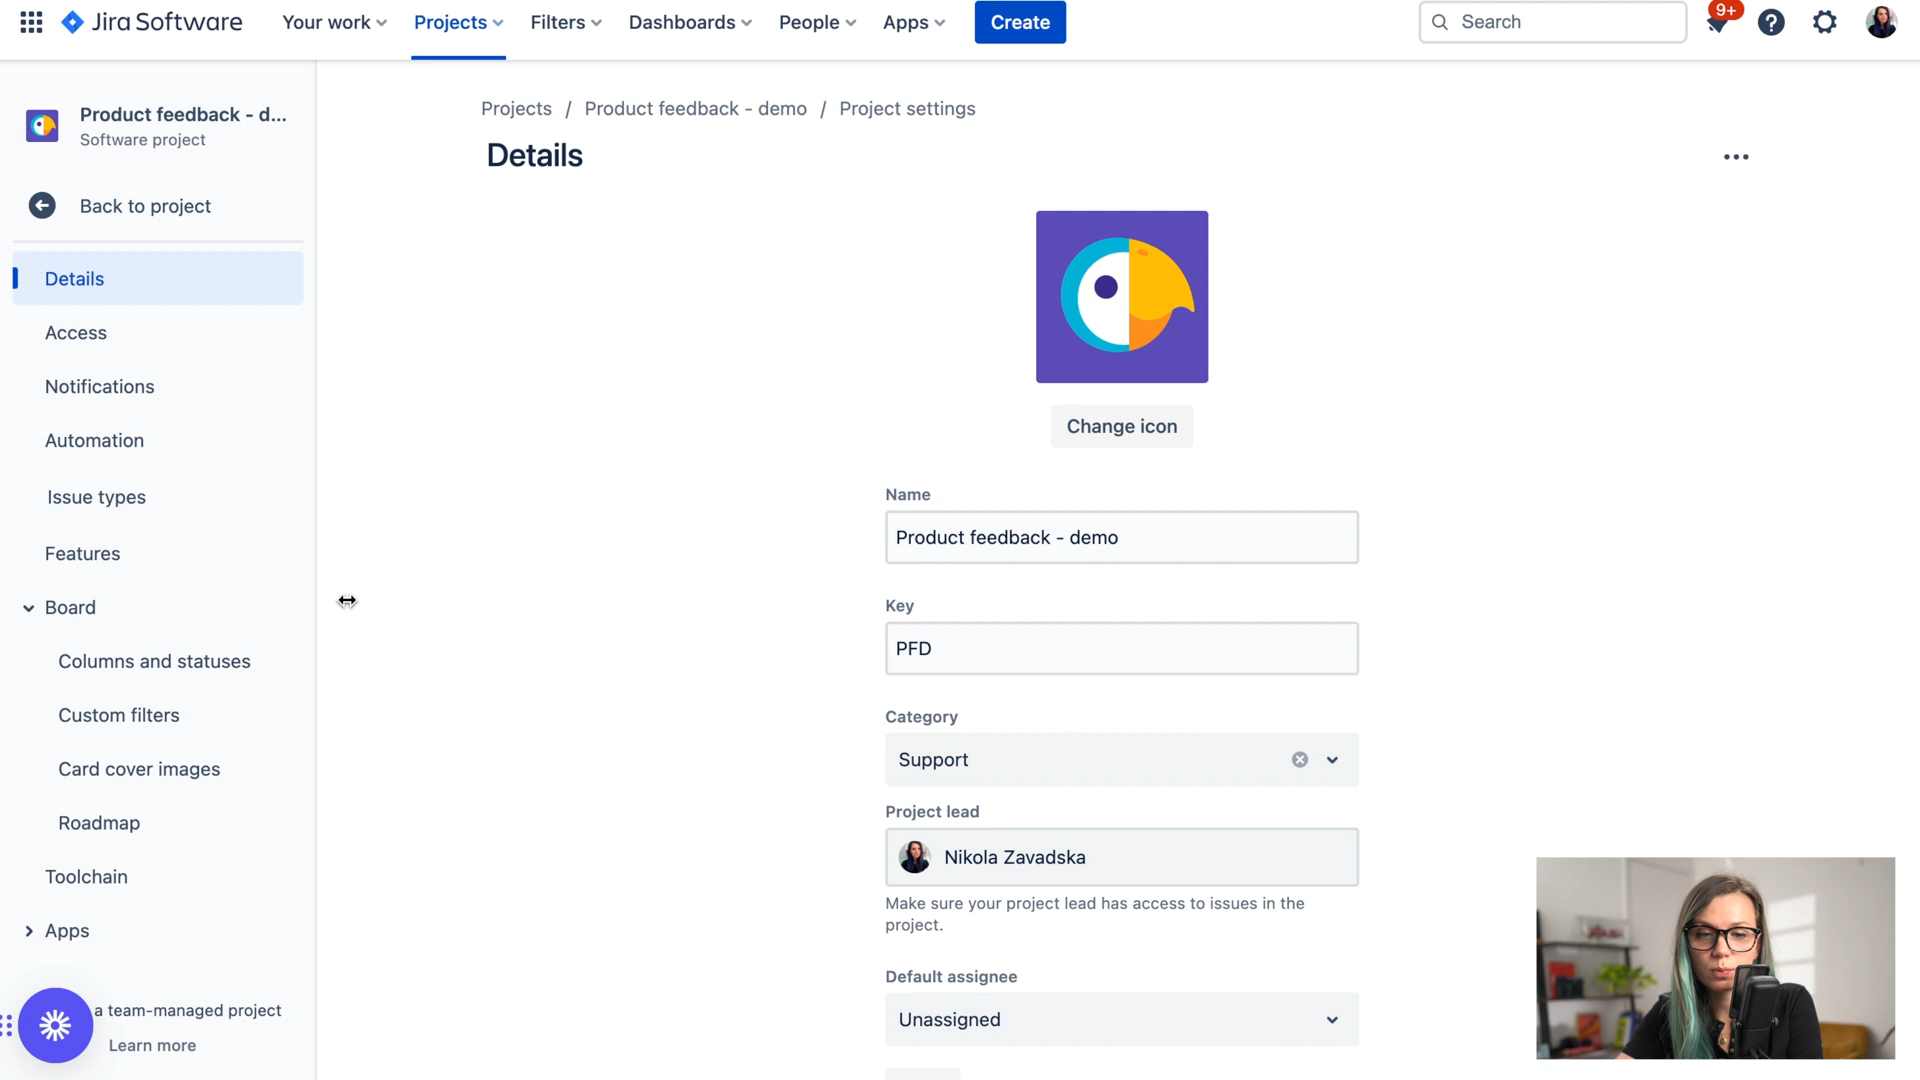 Jira Software
Your work
Projects
Filters
Dashboards
People
Apps
Create
Search
9+
Product feedback - d...
Software project
Back to project
Details
Access
Notifications
Automation
Issue types
Features
Board
Columns and statuses
Custom filters
Card cover images
Roadmap
Toolchain
Apps
a team-managed project
Learn more
Projects / Product feedback - demo / Project settings
Details
Change icon
Name
Product feedback - demo
Key
PFD
Category
Support
Project lead
Nikola Zavadska
Make sure your project lead has access to issues in the
project.
Default assignee
Unassigned